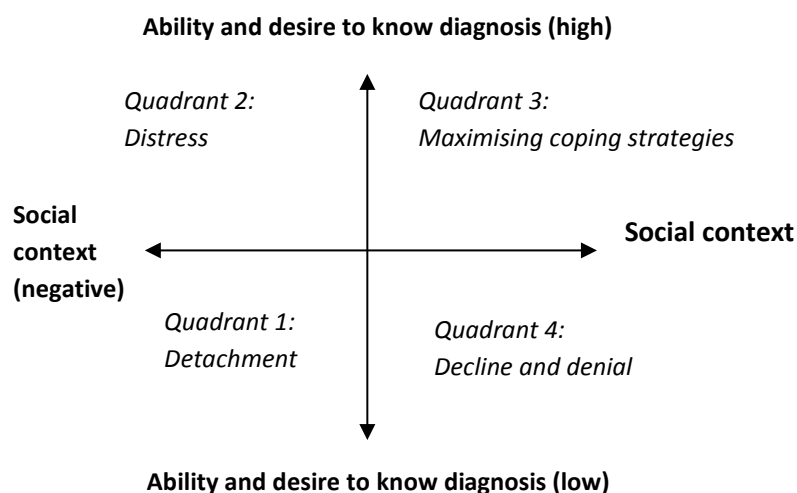 Ability and desire to know diagnosis (high)
Quadrant 2:
Distress
Quadrant 3:
Maximising coping strategies
Social
context
(negative)
Social context
Quadrant 1:
Detachment
Quadrant 4:
Decline and denial
Ability and desire to know diagnosis (low)